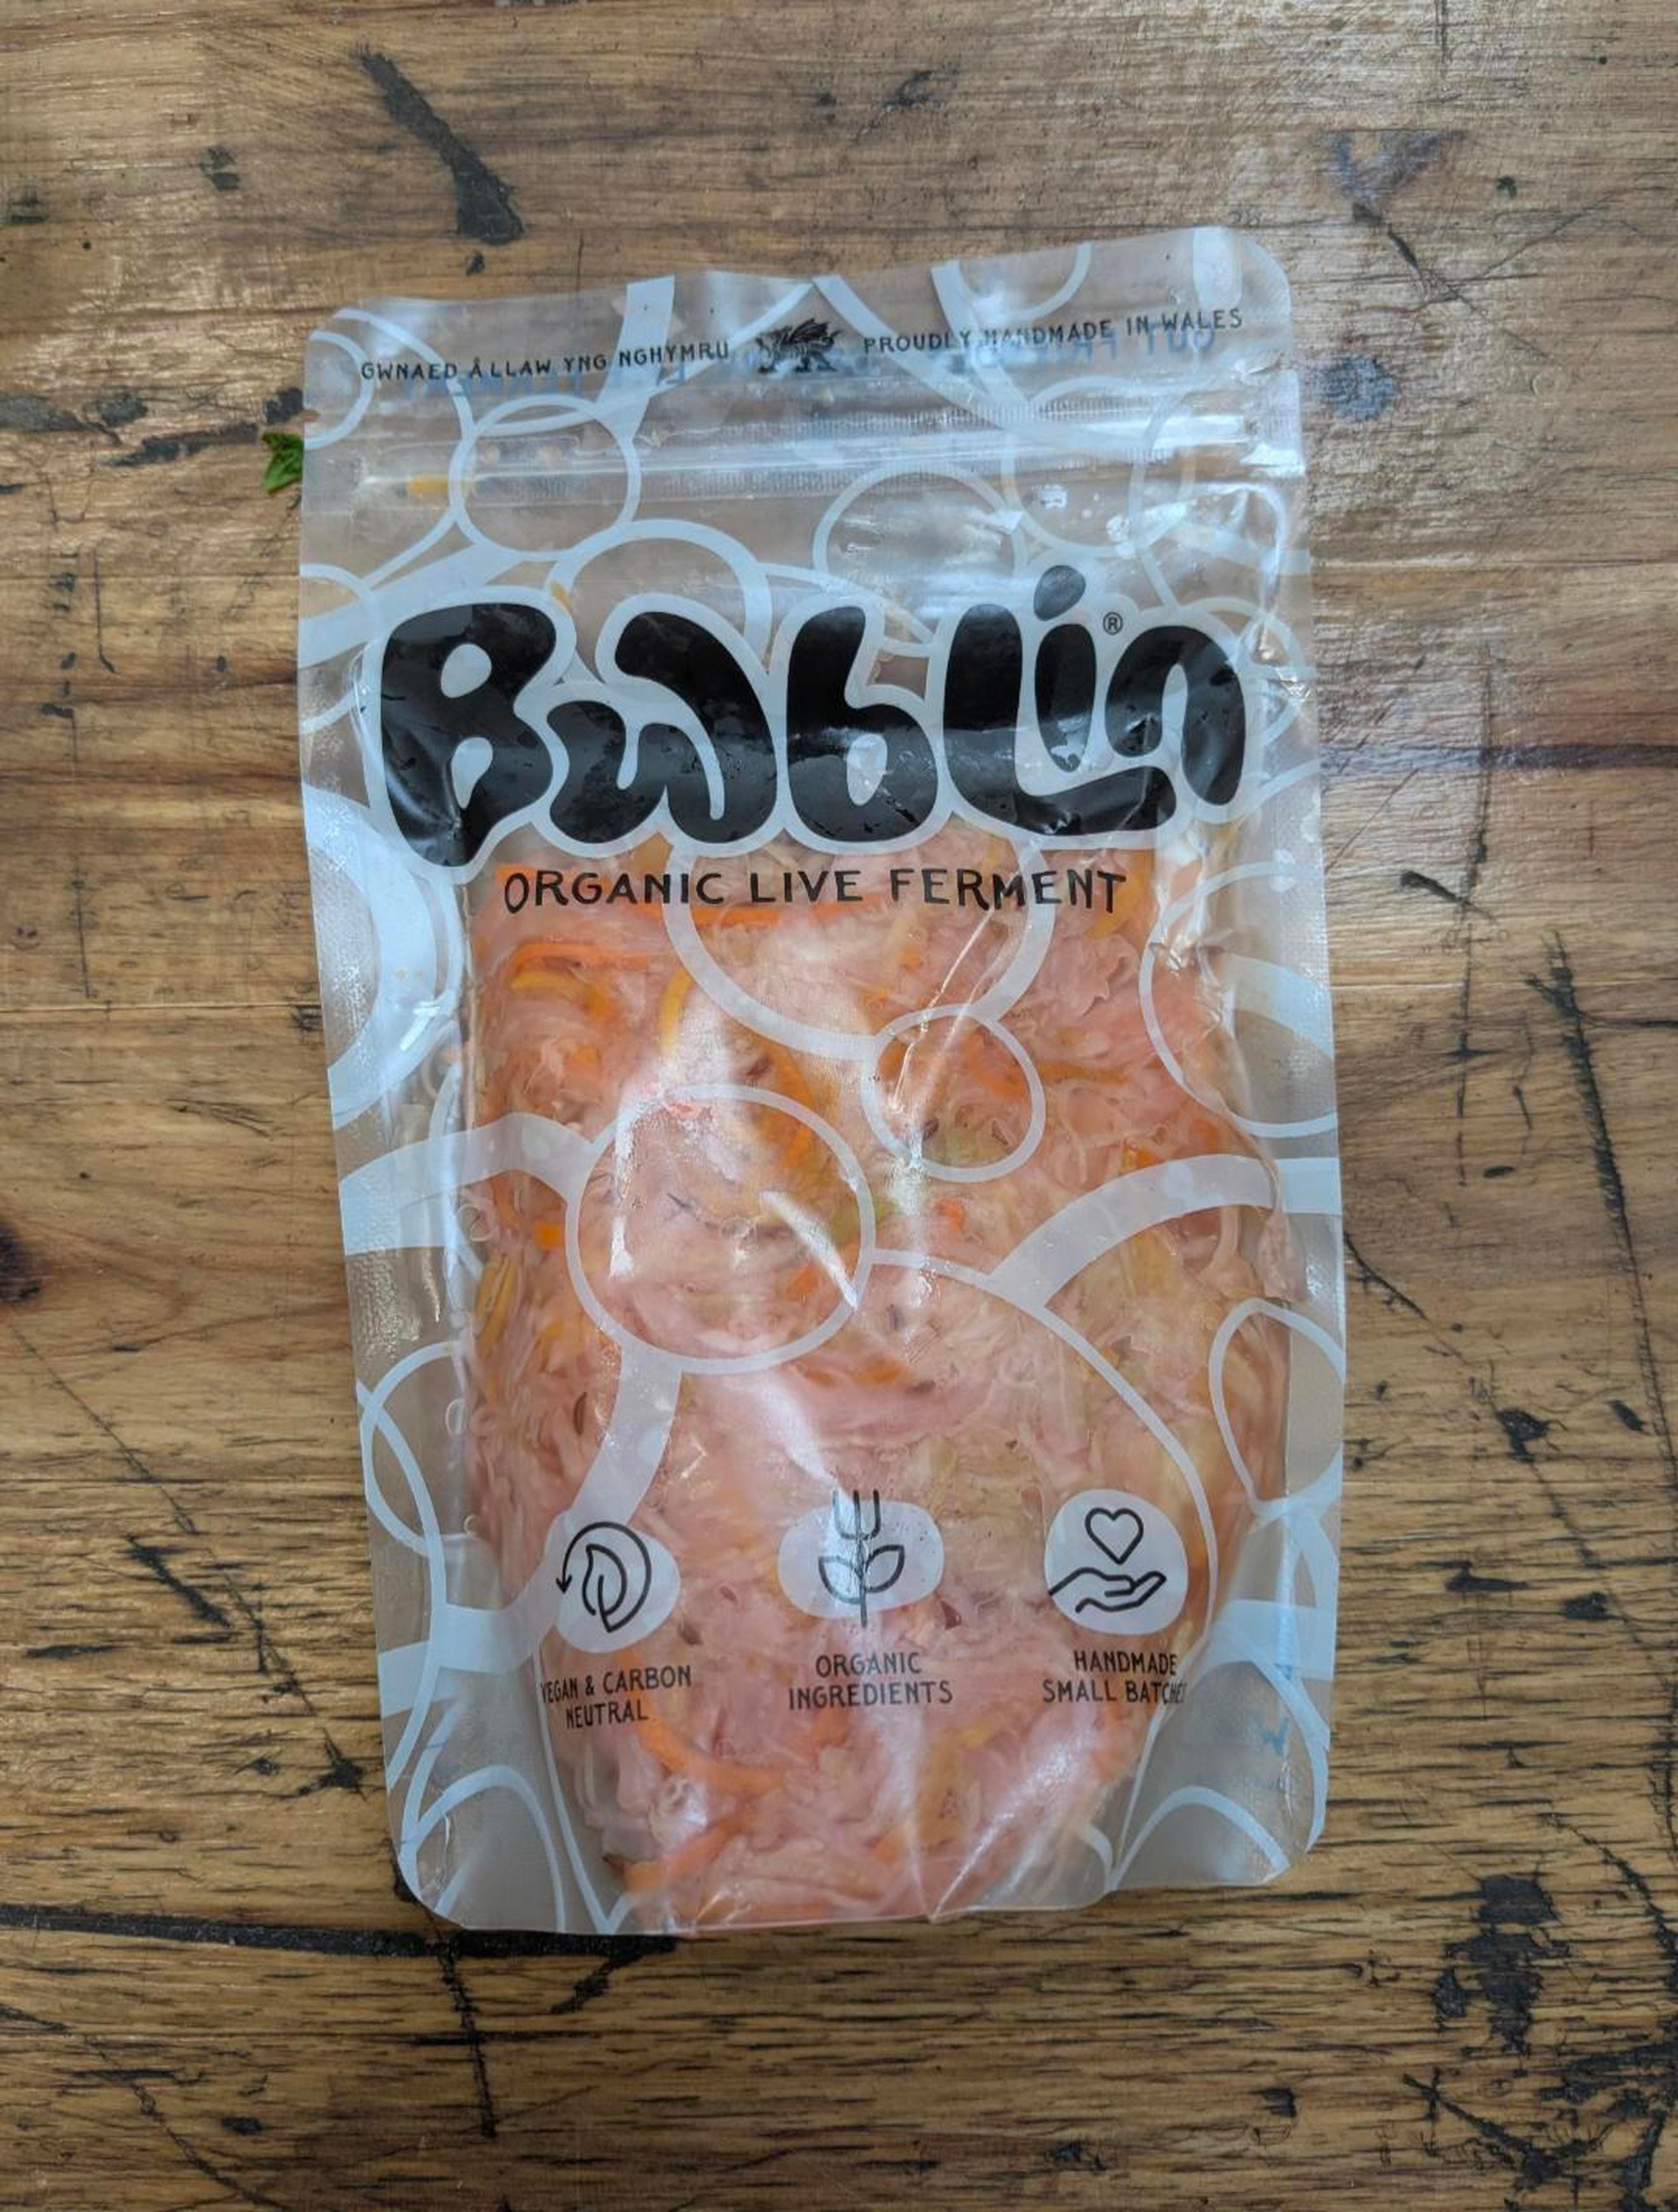 GWNAED Â LLAW YNG NGHYMRU PROUDLY HANDMADE IN WALES
Bwblin®
ORGANIC LIVE FERMENT
VEGAN & CARBON
NEUTRAL
ORGANIC
INGREDIENTS
HANDMADE
SMALL BATCHES